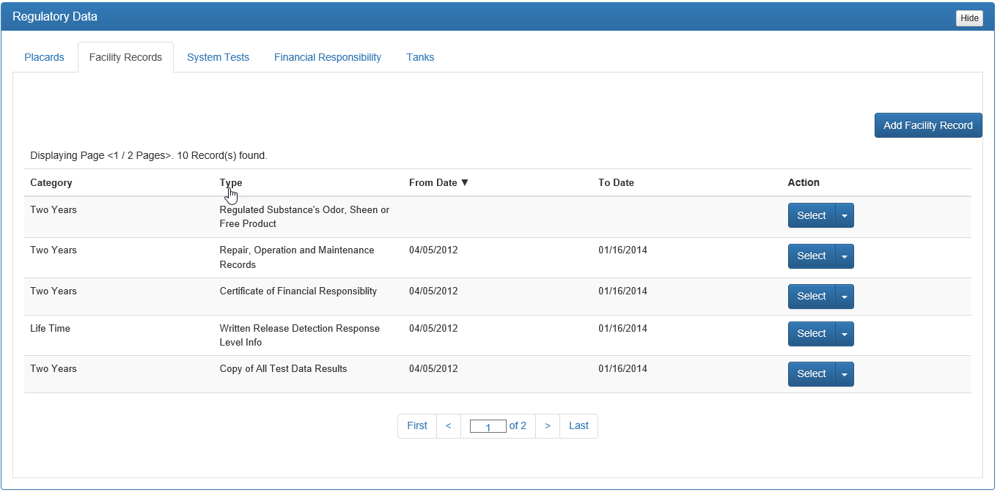 Regulatory Data
Hide
Placards Facility Records System Tests Financial Responsibility Tanks
Add Facility Record
Displaying Page <1 / 2 Pages>. 10 Record(s) found.
Category Type From Date ▼ To Date Action
Two Years Regulated Substance's Odor, Sheen or Select
Free Product
Two Years Repair, Operation and Maintenance 04/05/2012 01/16/2014 Select
Records
Two Years Certificate of Financial Responsiblity 04/05/2012 01/16/2014 Select
Life Time Written Release Detection Response 04/05/2012 01/16/2014 Select
Level Info
Two Years Copy of All Test Data Results 04/05/2012 01/16/2014 Select
First < 1 of 2 > Last